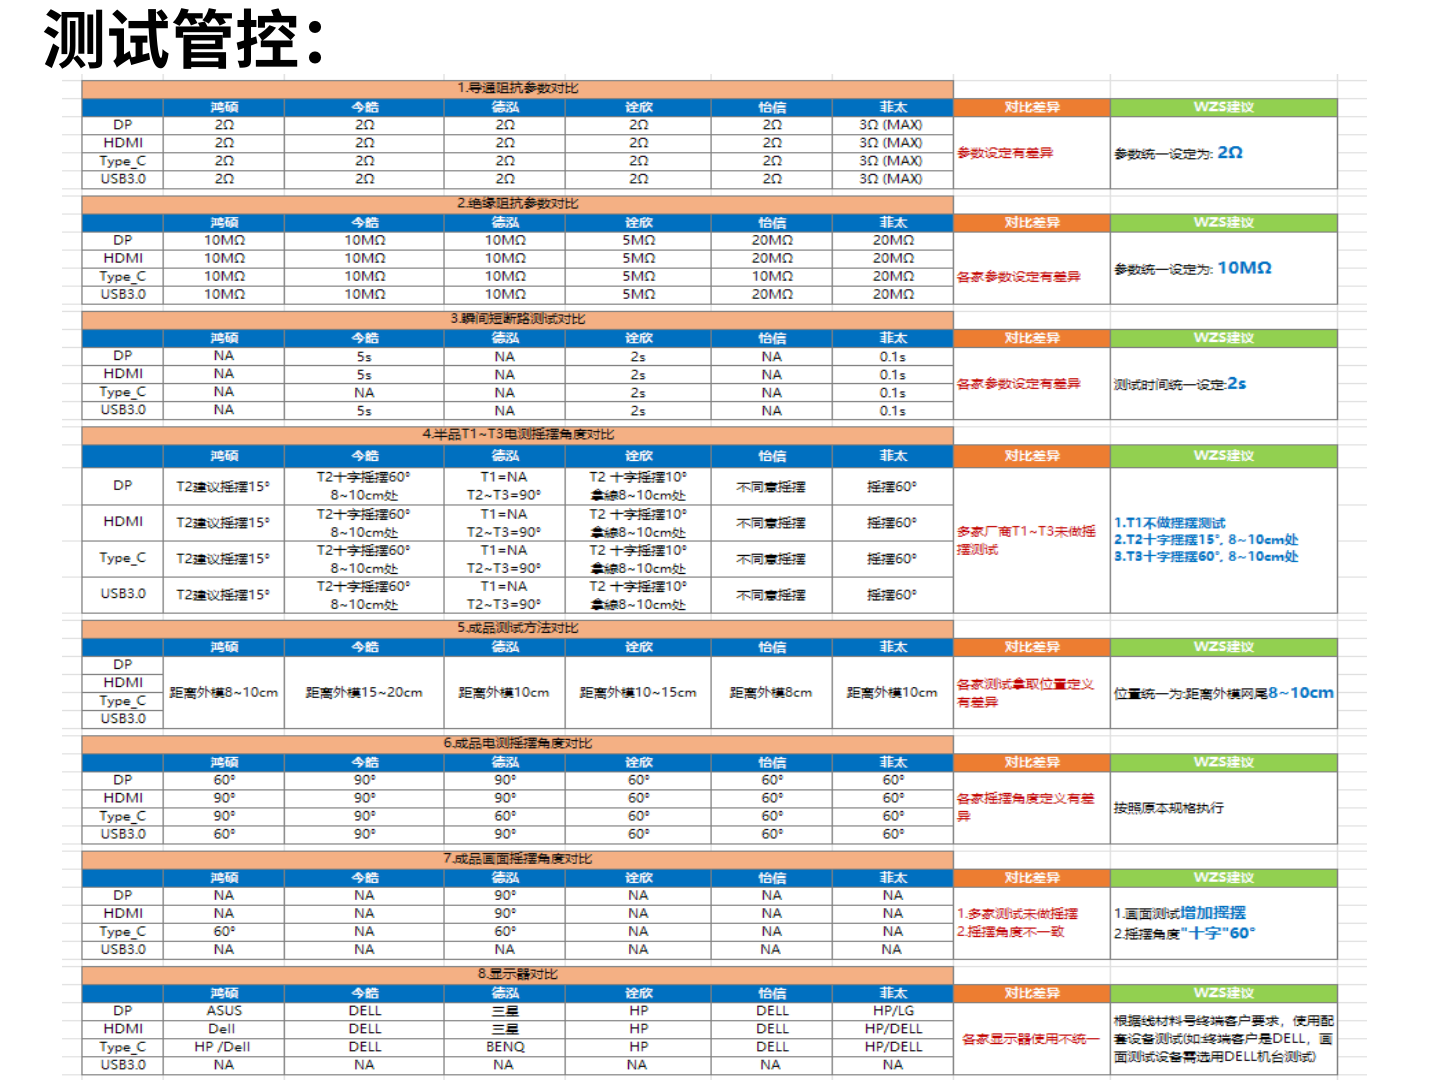 测试管控：
1.导通阻抗参数对比
鸿硕 今皓 德泓 诠欣 怡信 菲太 对比差异 WZS建议
DP 2Ω 2Ω 2Ω 2Ω 2Ω 3Ω (MAX)
HDMI 2Ω 2Ω 2Ω 2Ω 2Ω 3Ω (MAX)
参数设定有差异 参数统一设定为: 2Ω
Type_C 2Ω 2Ω 2Ω 2Ω 2Ω 3Ω (MAX)
USB3.0 2Ω 2Ω 2Ω 2Ω 2Ω 3Ω (MAX)
2.绝缘阻抗参数对比
鸿硕 今皓 德泓 诠欣 怡信 菲太 对比差异 WZS建议
DP 10MΩ 10MΩ 10MΩ 5MΩ 20MΩ 20MΩ
HDMI 10MΩ 10MΩ 10MΩ 5MΩ 20MΩ 20MΩ
各家参数设定有差异 参数统一设定为: 10MΩ
Type_C 10MΩ 10MΩ 10MΩ 5MΩ 10MΩ 20MΩ
USB3.0 10MΩ 10MΩ 10MΩ 5MΩ 20MΩ 20MΩ
3.瞬间短断路测试对比
鸿硕 今皓 德泓 诠欣 怡信 菲太 对比差异 WZS建议
DP NA 5s NA 2s NA 0.1s
HDMI NA 5s NA 2s NA 0.1s
各家参数设定有差异 测试时间统一设定:2s
Type_C NA NA NA 2s NA 0.1s
USB3.0 NA 5s NA 2s NA 0.1s
4.半品T1~T3电测摇摆角度对比
鸿硕 今皓 德泓 诠欣 怡信 菲太 对比差异 WZS建议
DP T2建议摇摆15° T2十字摇摆60° T1=NA T2 十字摇摆10° 不同意摇摆 摇摆60°
8~10cm处 T2~T3=90° 拿線8~10cm处
HDMI T2建议摇摆15° T2十字摇摆60° T1=NA T2 十字摇摆10° 不同意摇摆 摇摆60°
8~10cm处 T2~T3=90° 拿線8~10cm处
多家厂商T1~T3未做摇
摆测试
1.T1不做摇摆测试
2.T2十字摇摆15°, 8~10cm处
3.T3十字摇摆60°, 8~10cm处
Type_C T2建议摇摆15° T2十字摇摆60° T1=NA T2 十字摇摆10° 不同意摇摆 摇摆60°
8~10cm处 T2~T3=90° 拿線8~10cm处
USB3.0 T2建议摇摆15° T2十字摇摆60° T1=NA T2 十字摇摆10° 不同意摇摆 摇摆60°
8~10cm处 T2~T3=90° 拿線8~10cm处
5.成品测试方法对比
鸿硕 今皓 德泓 诠欣 怡信 菲太 对比差异 WZS建议
DP
HDMI
Type_C
USB3.0
距离外模8~10cm 距离外模15~20cm 距离外模10cm 距离外模10~15cm 距离外模8cm 距离外模10cm
各家测试拿取位置定义
有差异
位置统一为:距离外模网尾8~10cm
6.成品电测摇摆角度对比
鸿硕 今皓 德泓 诠欣 怡信 菲太 对比差异 WZS建议
DP 60° 90° 90° 60° 60° 60°
HDMI 90° 90° 90° 60° 60° 60°
各家摇摆角度定义有差
异
按照原本规格执行
Type_C 90° 90° 60° 60° 60° 60°
USB3.0 60° 90° 90° 60° 60° 60°
7.成品画面摇摆角度对比
鸿硕 今皓 德泓 诠欣 怡信 菲太 对比差异 WZS建议
DP NA NA 90° NA NA NA
HDMI NA NA 90° NA NA NA
1.多家测试未做摇摆
2.摇摆角度不一致
1.画面测试增加摇摆
2.摇摆角度"十字"60°
Type_C 60° NA 60° NA NA NA
USB3.0 NA NA NA NA NA NA
8.显示器对比
鸿硕 今皓 德泓 诠欣 怡信 菲太 对比差异 WZS建议
DP ASUS DELL 三星 HP DELL HP/LG
HDMI Dell DELL 三星 HP DELL HP/DELL
各家显示器使用不统一
根据线材料号终端客户要求，使用配
套设备测试(如:终端客户是DELL，画
面测试设备需选用DELL机台测试)
Type_C HP /Dell DELL BENQ HP DELL HP/DELL
USB3.0 NA NA NA NA NA NA